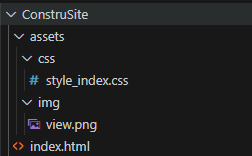 ConstruSite
assets
css
# style_index.css
img
view.png
<> index.html